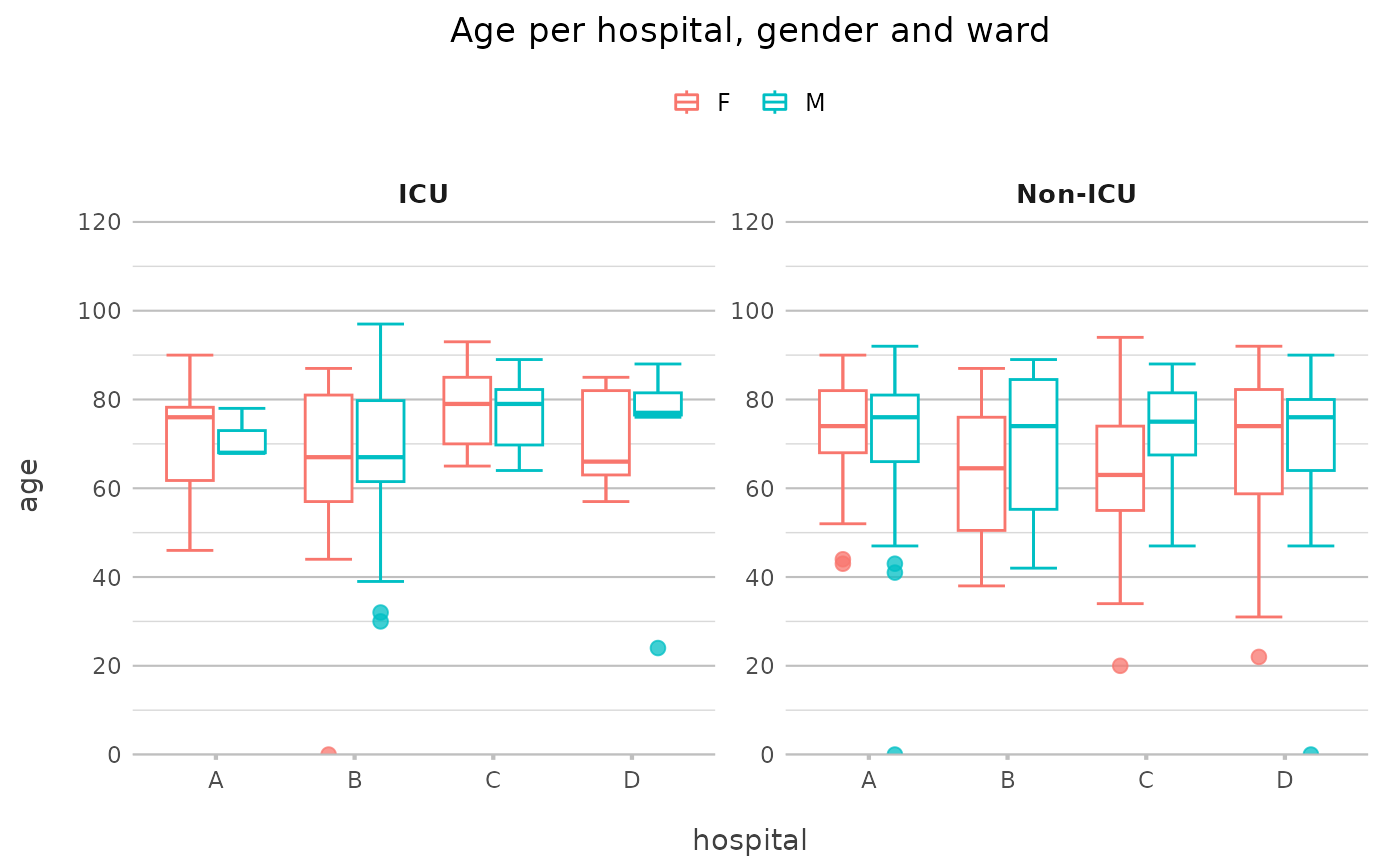 Age per hospital, gender and ward
F M
ICU Non-ICU
120 120
100 100
80 80
60 60
40 40
20 20
0 0
A B C D A B C D
age
hospital